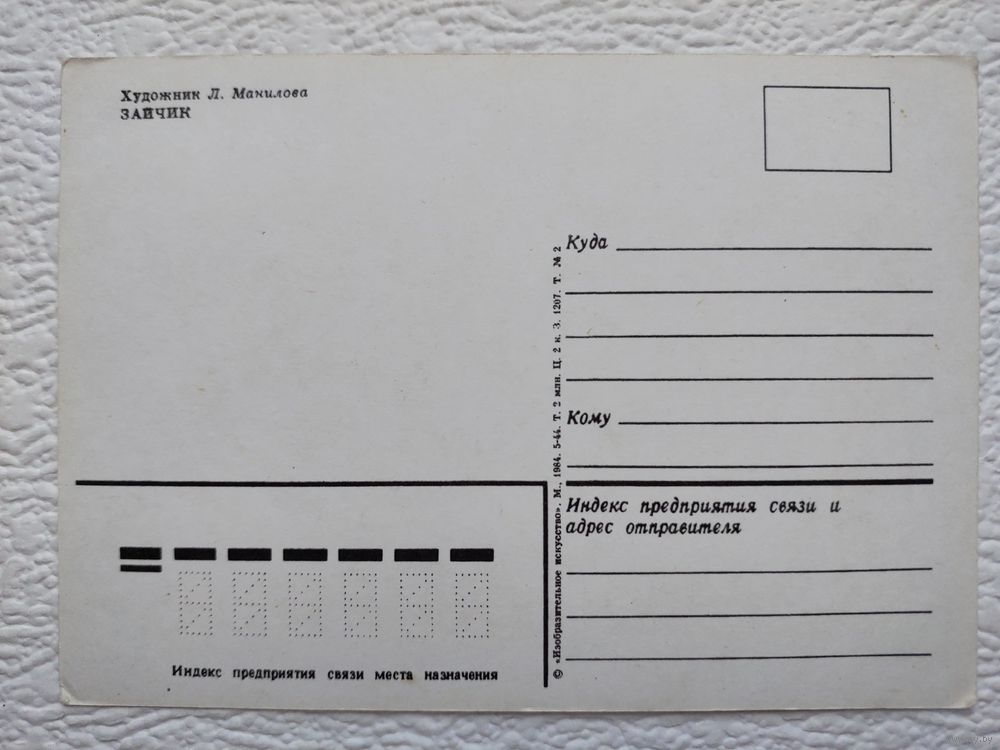 Художник Л. Манилова
ЗАЙЧИК
Куда
Кому
Индекс предприятия связи и
адрес отправителя
© «Изобразительное искусство». М., 1984. 5-44. Т. 2 млн. Ц. 2 к. З. 1207. Т. № 2
Индекс предприятия связи места назначения